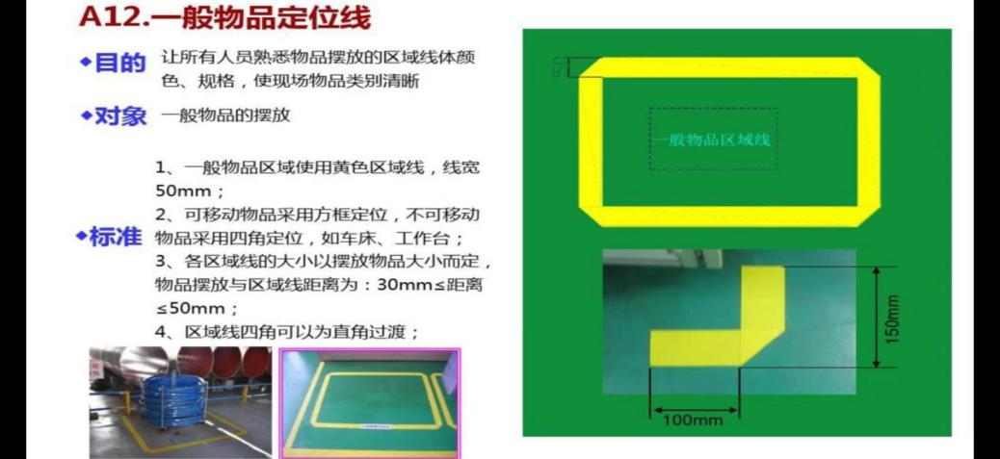 A12.一般物品定位线
◆目的
让所有人员熟悉物品摆放的区域线体颜
色、规格，使现场物品类别清晰
◆对象
一般物品的摆放
◆标准
1、一般物品区域使用黄色区域线，线宽
50mm；
2、可移动物品采用方框定位，不可移动
物品采用四角定位，如车床、工作台；
3、各区域线的大小以摆放物品大小而定，
物品摆放与区域线距离为：30mm≤距离
≤50mm；
4、区域线四角可以为直角过渡；
50
一般物品区域线
150mm
100mm